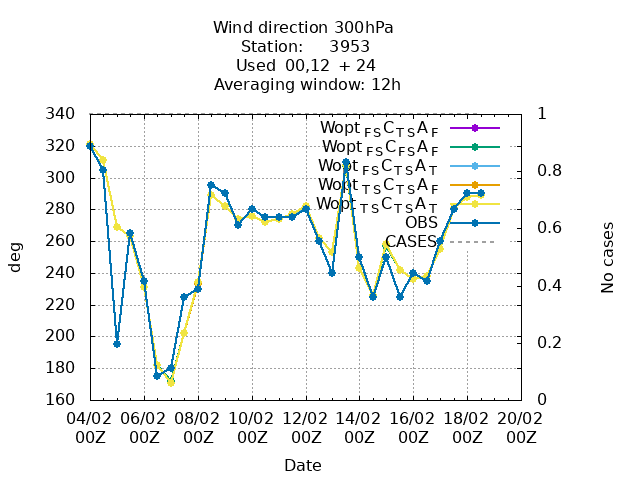 Wind direction 300hPa
Station: 3953
Used 00,12 + 24
Averaging window: 12h
340 1
320
300 0.8
280
260 0.6
240 0.4
220
200 0.2
180
160 0
Wopt FS C TS A F
Wopt FS C FS A F
Wopt FS C TS A T
Wopt TS C TS A F
Wopt TS C TS A T
OBS
CASES
deg
No cases
04/02 06/02 08/02 10/02 12/02 14/02 16/02 18/02 20/02
00Z 00Z 00Z 00Z 00Z 00Z 00Z 00Z 00Z
Date